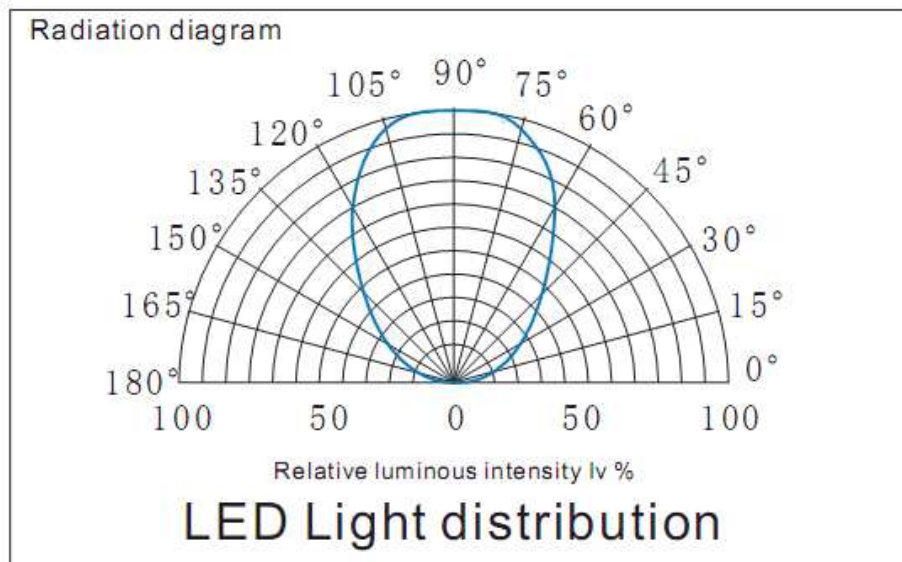 Radiation diagram
90°
105° 75°
120° 60°
135° 45°
150° 30°
165° 15°
180° 0°
100 50 0 50 100
Relative luminous intensity Iv %
LED Light distribution